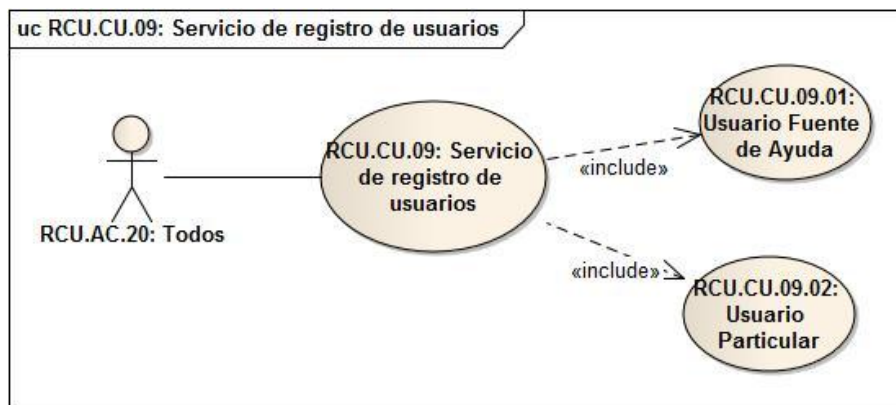 uc RCU.CU.09: Servicio de registro de usuarios
RCU.AC.20: Todos
RCU.CU.09: Servicio
de registro de
usuarios
«include»
«include»
RCU.CU.09.01:
Usuario Fuente
de Ayuda
RCU.CU.09.02:
Usuario
Particular